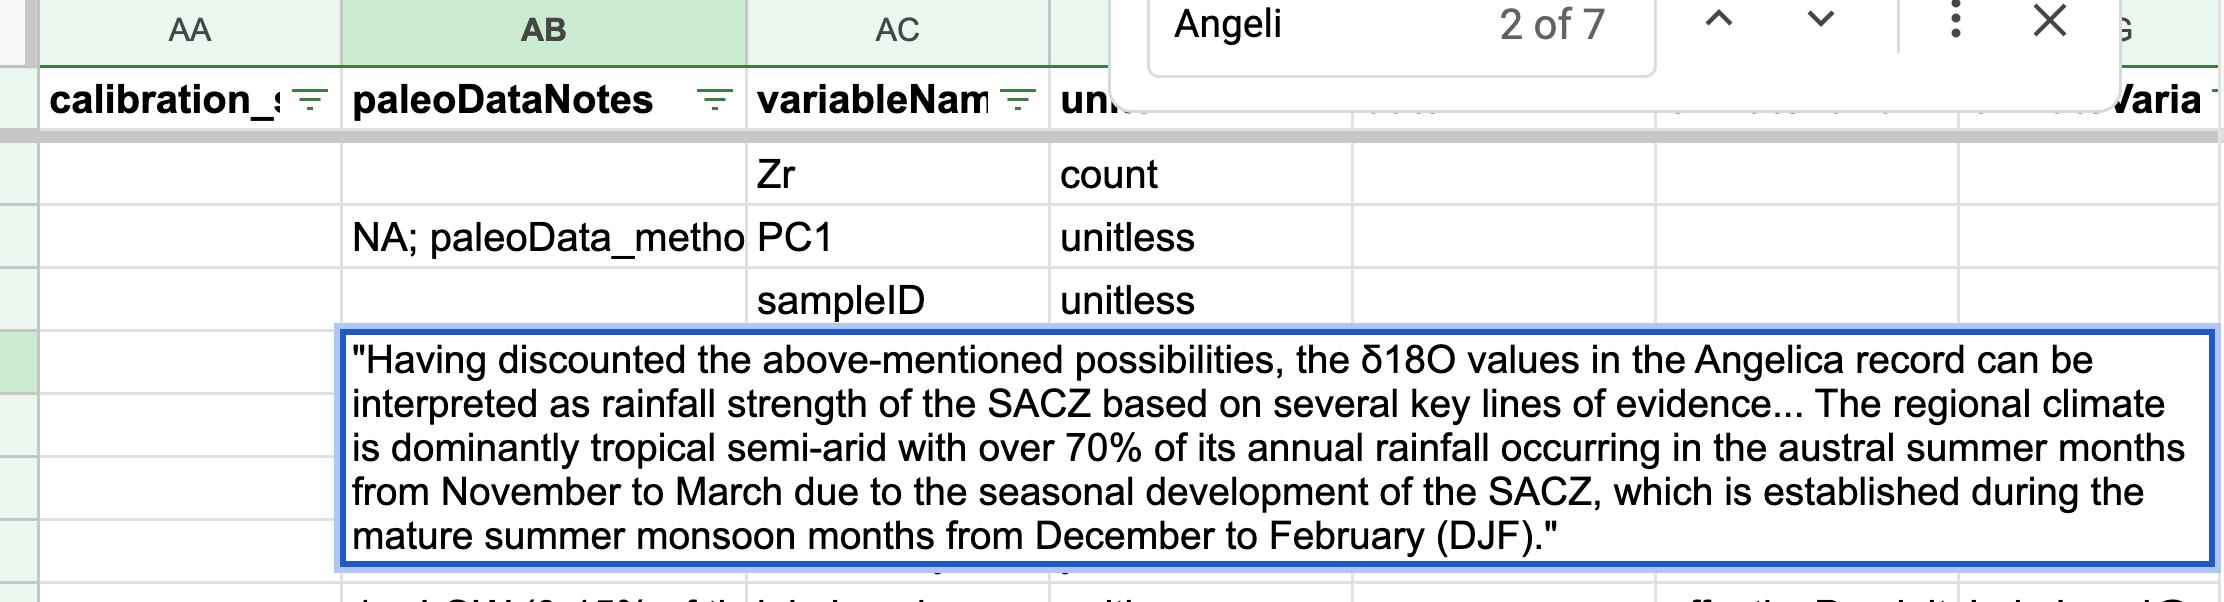 AA AB AC
Angeli 2 of 7
calibration_ paleoDataNotes variableNam Varia
Zr count
NA; paleoData_metho PC1 unitless
sampleID unitless
"Having discounted the above-mentioned possibilities, the δ18O values in the Angelica record can be
interpreted as rainfall strength of the SACZ based on several key lines of evidence... The regional climate
is dominantly tropical semi-arid with over 70% of its annual rainfall occurring in the austral summer months
from November to March due to the seasonal development of the SACZ, which is established during the
mature summer monsoon months from December to February (DJF)."